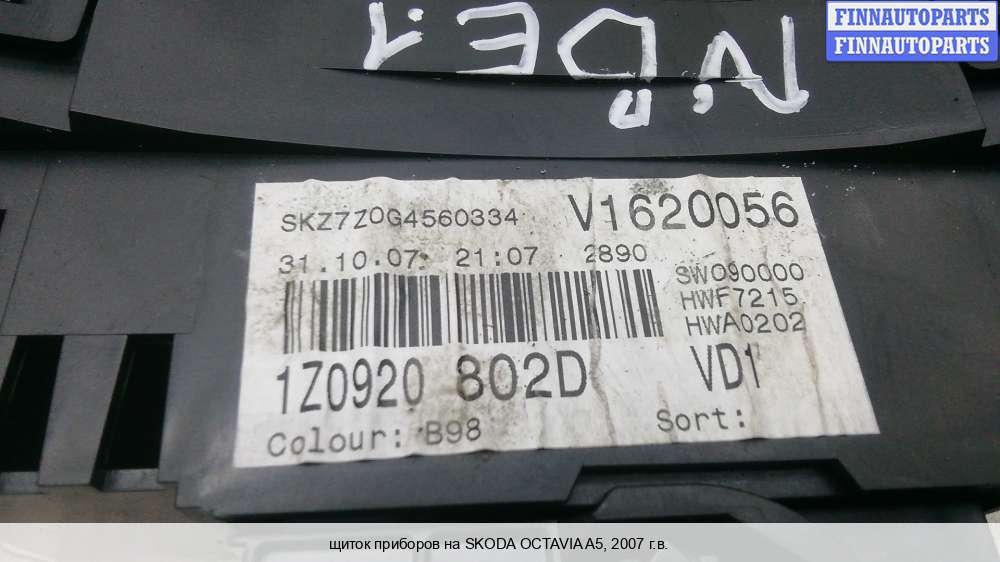 FINNAUTOPARTS
FINNAUTOPARTS
SKZ7Z0G4560334 V1620056
31.10.07 21:07 2890
SW090000
HWF7215
HWA0202
1Z0920 802D VD1
Colour: B98 Sort:
щиток приборов на SKODA OCTAVIA A5, 2007 г.в.